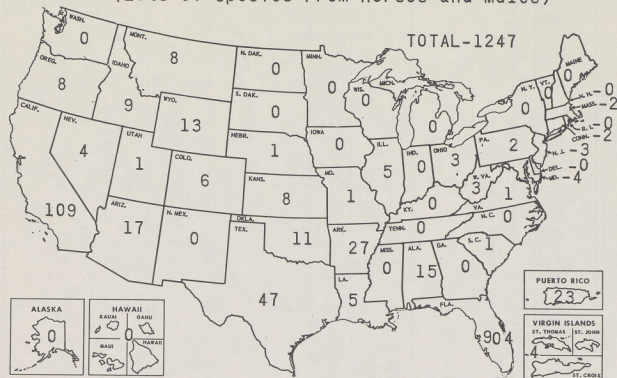 (Lots of species from Horses and Mules)
TOTAL-1247
WASH. 0
MONT. 8
N. DAK. 0
MINN. 0
MAINE 0
OREG. 8
IDAHO 9
WYO. 13
S. DAK. 0
WIS. 0
MICH. 0
N. Y. 0
VT. 0
N. H. -0
MASS. -2
R. I. -0
CONN. -2
CALIF. 109
NEV. 4
UTAH 1
COLO. 6
NEBR. 1
IOWA 0
ILL. 5
IND. 0
OHIO 3
PA. 2
N. J. -3
DEL. -0
MD. -4
KANS. 8
MO. 1
KY. 0
W. VA. 3
VA. 1
ARIZ. 17
N. MEX. 0
OKLA. 11
TEX. 47
ARK. 27
TENN. 0
N. C. 0
S. C. 1
MISS. 0
ALA. 15
GA. 0
LA. 5
FLA. 904
ALASKA
0
HAWAII
KAUAI OAHU
0
MAUI HAWAII
PUERTO RICO
23
VIRGIN ISLANDS
ST. THOMAS ST. JOHN
-4
ST. CROIX